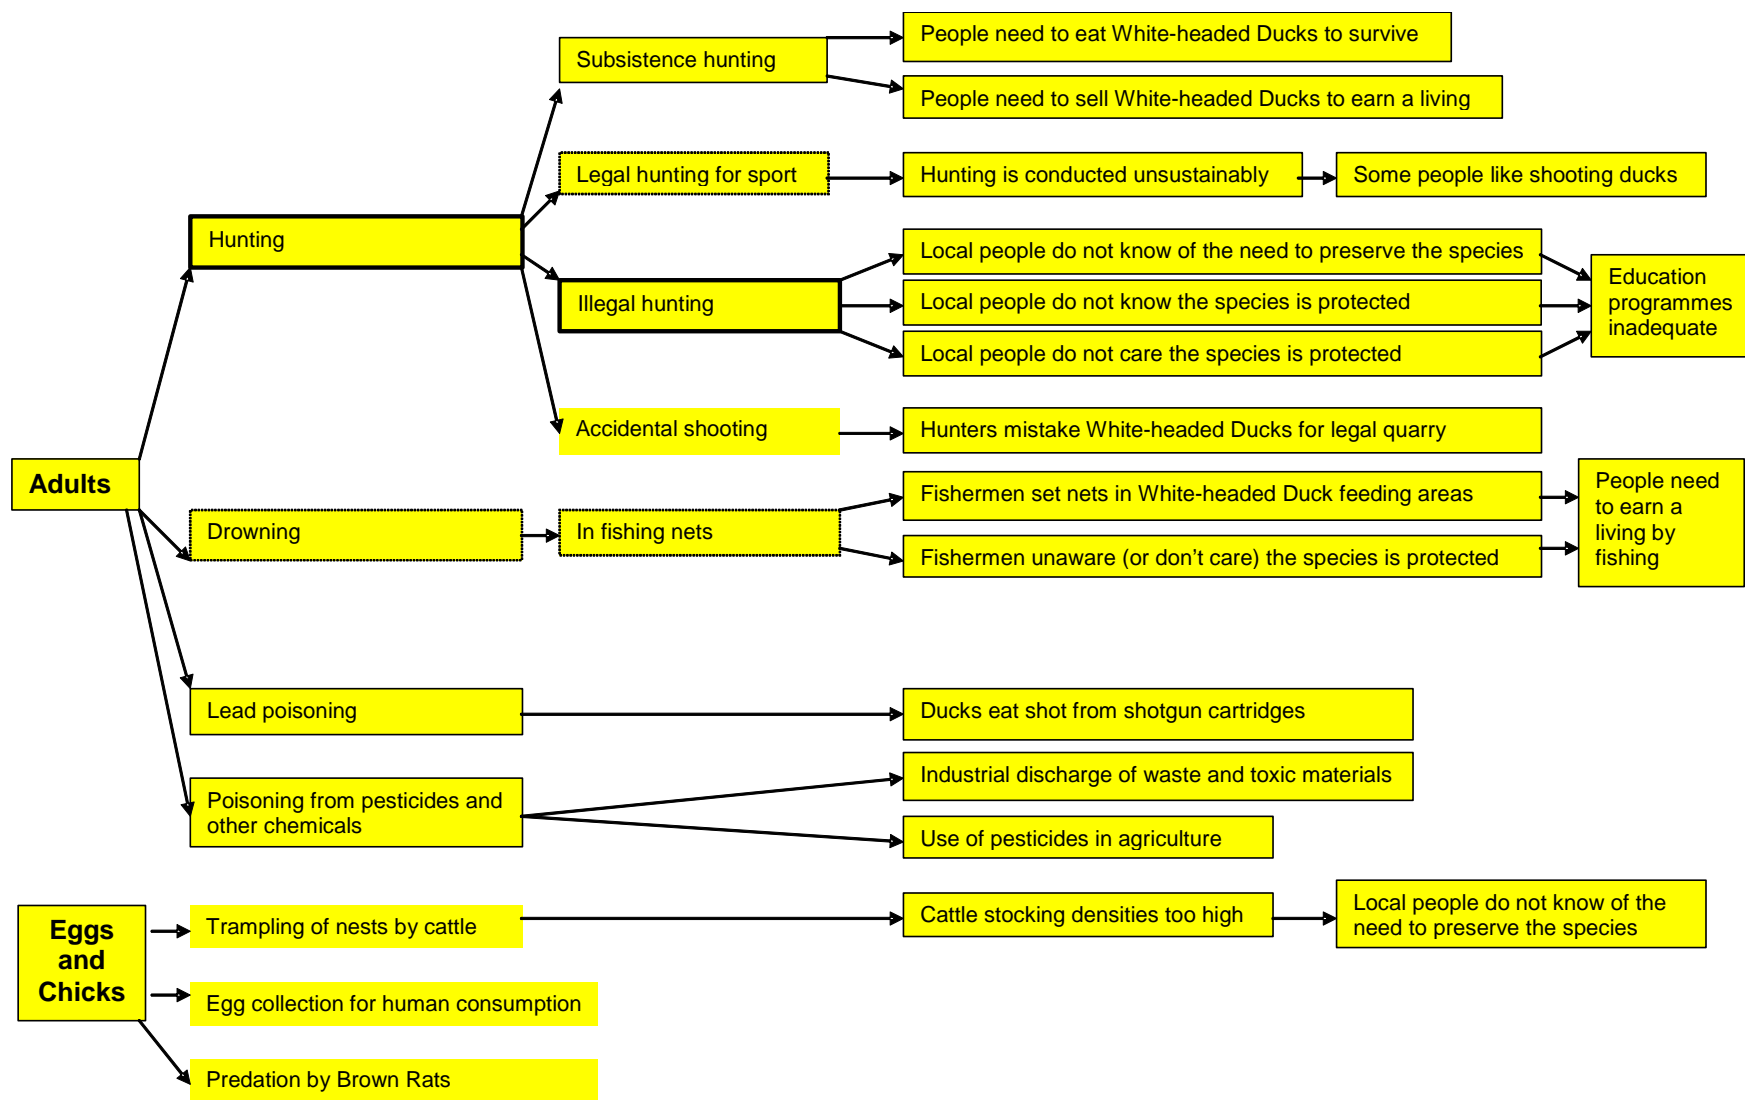 People need to eat White-headed Ducks to survive
Subsistence hunting
People need to sell White-headed Ducks to earn a living
Legal hunting for sport
Hunting is conducted unsustainably
Some people like shooting ducks
Hunting
Local people do not know of the need to preserve the species
Illegal hunting
Local people do not know the species is protected
Local people do not care the species is protected
Education
programmes
inadequate
Accidental shooting
Hunters mistake White-headed Ducks for legal quarry
Adults
Drowning
In fishing nets
Fishermen set nets in White-headed Duck feeding areas
Fishermen unaware (or don’t care) the species is protected
People need
to earn a
living by
fishing
Lead poisoning
Ducks eat shot from shotgun cartridges
Poisoning from pesticides and
other chemicals
Industrial discharge of waste and toxic materials
Use of pesticides in agriculture
Eggs
and
Chicks
Trampling of nests by cattle
Cattle stocking densities too high
Local people do not know of the
need to preserve the species
Egg collection for human consumption
Predation by Brown Rats